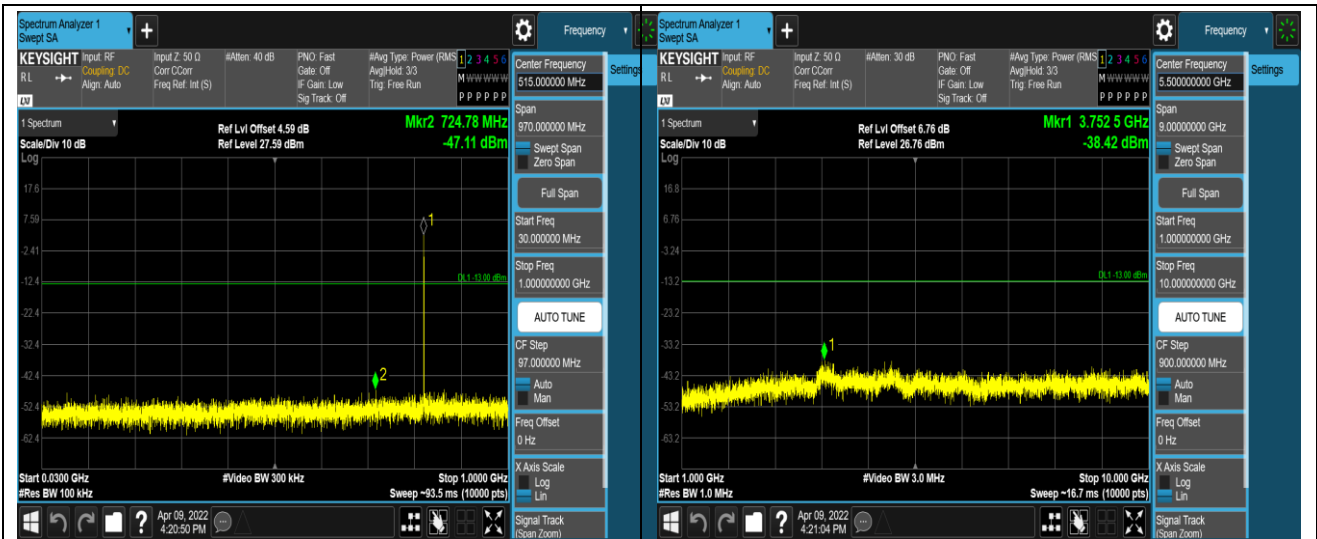 Spectrum Analyzer 1
Swept SA
+
Frequency
KEYSIGHT
RL
LXI
Input: RF
Coupling: DC
Align: Auto
Input Z: 50 Ω
Corr CCorr
Freq Ref: Int (S)
#Atten: 40 dB
PNO: Fast
Gate: Off
IF Gain: Low
Sig Track: Off
#Avg Type: Power (RMS
Avg|Hold: 3/3
Trig: Free Run
1 2 3 4 5 6
M W W W W W
P P P P P P
Center Frequency
515.000000 MHz
Settings
1 Spectrum
Scale/Div 10 dB
Log
Ref Lvl Offset 4.59 dB
Ref Level 27.59 dBm
Mkr2 724.78 MHz
-47.11 dBm
Span
970.000000 MHz
Swept Span
Zero Span
Full Span
Start Freq
30.000000 MHz
Stop Freq
1.000000000 GHz
AUTO TUNE
CF Step
97.000000 MHz
Auto
Man
Freq Offset
0 Hz
X Axis Scale
Log
Lin
Signal Track
(Span Zoom)
17.6
7.59
-2.41
-12.4
-22.4
-32.4
-42.4
-52.4
-62.4
1
DL1 -13.00 dBm
2
Start 0.0300 GHz
#Res BW 100 kHz
#Video BW 300 kHz
Stop 1.0000 GHz
Sweep ~93.5 ms (10000 pts)
?
Apr 09, 2022
4:20:50 PM
Spectrum Analyzer 1
Swept SA
+
Frequency
KEYSIGHT
RL
LXI
Input: RF
Coupling: DC
Align: Auto
Input Z: 50 Ω
Corr CCorr
Freq Ref: Int (S)
#Atten: 30 dB
PNO: Fast
Gate: Off
IF Gain: Low
Sig Track: Off
#Avg Type: Power (RMS
Avg|Hold: 3/3
Trig: Free Run
1 2 3 4 5 6
M W W W W W
P P P P P P
Center Frequency
5.500000000 GHz
Settings
1 Spectrum
Scale/Div 10 dB
Log
Ref Lvl Offset 6.76 dB
Ref Level 26.76 dBm
Mkr1 3.752 5 GHz
-38.42 dBm
Span
9.00000000 GHz
Swept Span
Zero Span
Full Span
Start Freq
1.000000000 GHz
Stop Freq
10.000000000 GHz
AUTO TUNE
CF Step
900.000000 MHz
Auto
Man
Freq Offset
0 Hz
X Axis Scale
Log
Lin
Signal Track
(Span Zoom)
16.8
6.76
-3.24
-13.2
-23.2
-33.2
-43.2
-53.2
-63.2
DL1 -13.00 dBm
1
Start 1.000 GHz
#Res BW 1.0 MHz
#Video BW 3.0 MHz
Stop 10.000 GHz
Sweep ~16.7 ms (10000 pts)
?
Apr 09, 2022
4:21:04 PM